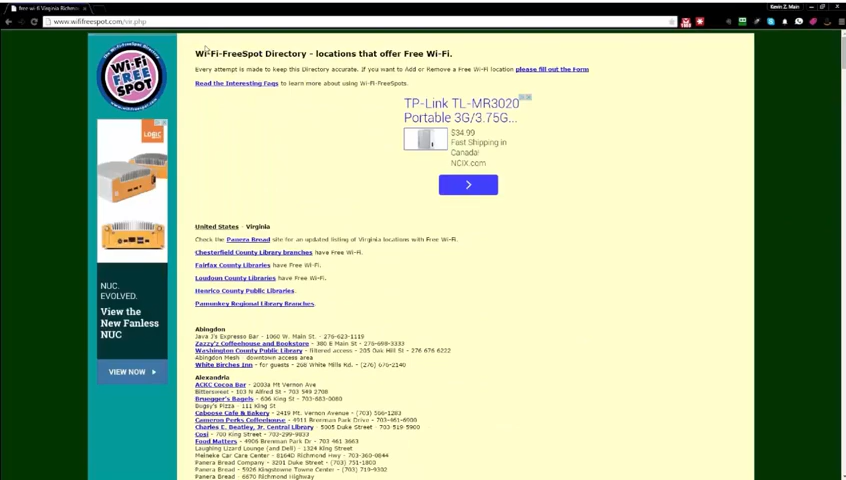 free wi-fi Virginia Richmo
Kevin Z. Main
www.wififreespot.com/vir.php
Wi-Fi-FreeSpot Directory - locations that offer Free Wi-Fi.
Every attempt is made to keep this Directory accurate. If you want to Add or Remove a Free Wi-Fi location please fill out the Form
Read the Interesting Faqs to learn more about using Wi-Fi-FreeSpots.
Wi-Fi
FREE
SPOT
LOGIC
NUC.
EVOLVED.
View the
New Fanless
NUC
VIEW NOW
TP-Link TL-MR3020
Portable 3G/3.75G...
$34.99
Fast Shipping in
Canada!
NCIX.com
United States - Virginia
Check the Panera Bread site for an updated listing of Virginia locations with Free Wi-Fi.
Chesterfield County Library branches have Free Wi-Fi.
Fairfax County Libraries have Free Wi-Fi.
Loudoun County Libraries have Free Wi-Fi.
Henrico County Public Libraries.
Pamunkey Regional Library Branches.
Abingdon
Java J's Expresso Bar - 1060 W. Main St. - 276-623-1119
Zazzy'z Coffeehouse and Bookstore - 380 E Main St - 276-698-3333
Washington County Public Library - filtered access - 205 Oak Hill St - 276 676 6222
Abingdon Mesh - downtown access area
White Birches Inn - for guests - 268 White Mills Rd. - (276) 676-2140
Alexandria
ACKC Cocoa Bar - 2003a Mt Vernon Ave
Bittersweet - 103 N Alfred St - 703 549 2708
Bruegger's Bagels - 606 King St - 703-683-0080
Bugsy's Pizza - 111 King St
Caboose Cafe & Bakery - 2419 Mt. Vernon Avenue - (703) 566-1283
Cameron Perks Coffeehouse - 4911 Brenman Park Drive - 703-461-6900
Charles E. Beatley, Jr. Central Library - 5005 Duke Street - 703-519-5900
Cosi - 700 King Street - 703-299-9833
Food Matters - 4906 Brenman Park Dr - 703 461 3663
Laughing Lizard Lounge (and Deli) - 1324 King Street
Meineke Car Care Center - 8164D Richmond Hwy - 703-360-0844
Panera Bread Company - 3201 Duke Street - (703) 751-1800
Panera Bread - 5926 Kingstowne Towne Center - (703) 719-9302
Panera Bread - 6670 Richmond Highway